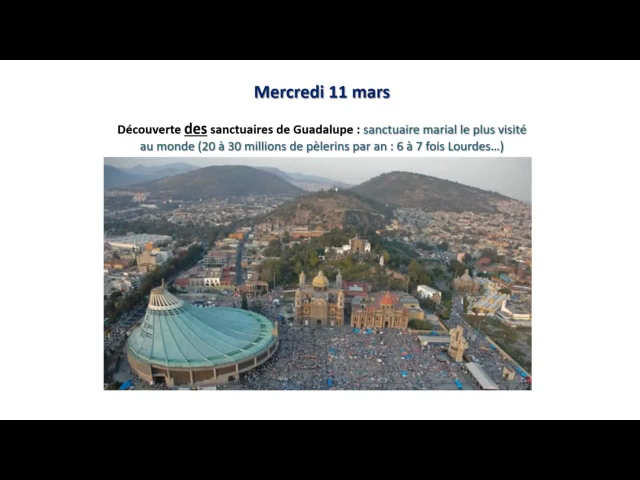 Mercredi 11 mars
Découverte des sanctuaires de Guadalupe : sanctuaire marial le plus visité
au monde (20 à 30 millions de pèlerins par an : 6 à 7 fois Lourdes…)